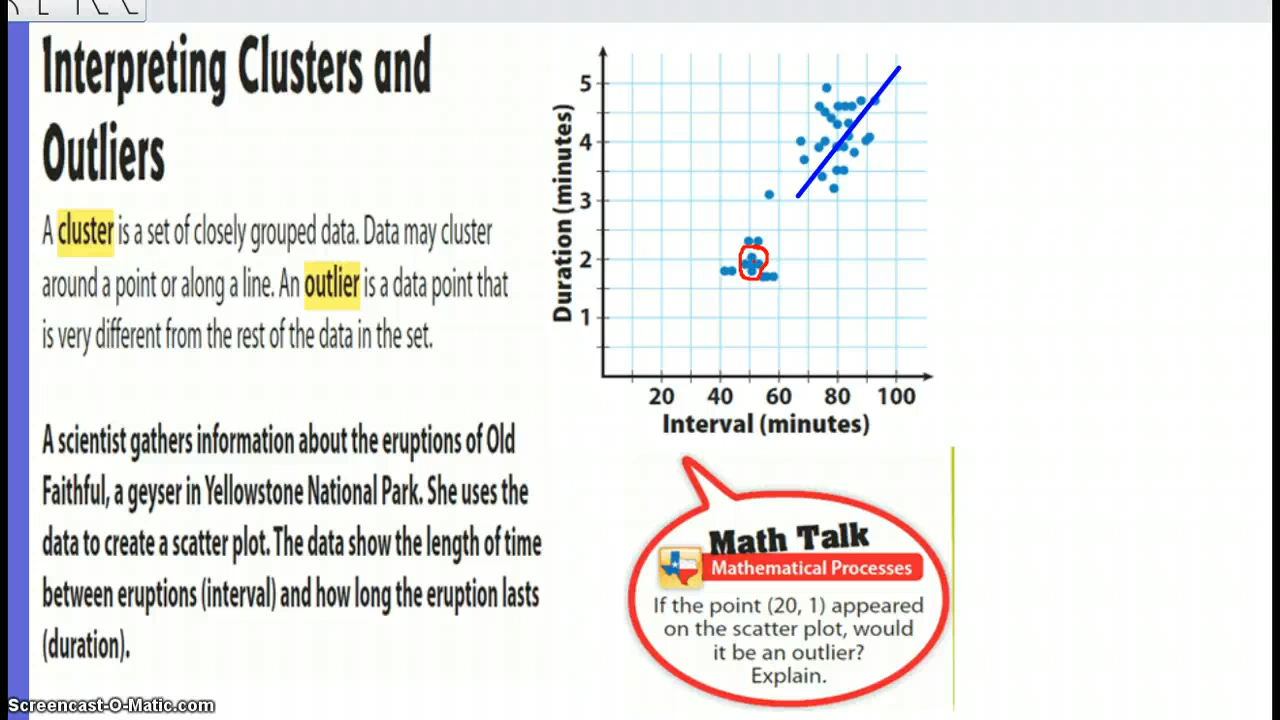 Interpreting Clusters and
Outliers
A cluster is a set of closely grouped data. Data may cluster
around a point or along a line. An outlier is a data point that
is very different from the rest of the data in the set.
A scientist gathers information about the eruptions of Old
Faithful, a geyser in Yellowstone National Park. She uses the
data to create a scatter plot. The data show the length of time
between eruptions (interval) and how long the eruption lasts
(duration).
Duration (minutes)
5
4
3
2
1
20 40 60 80 100
Interval (minutes)
Math Talk
Mathematical Processes
If the point (20, 1) appeared
on the scatter plot, would
it be an outlier?
Explain.
Screencast-O-Matic.com